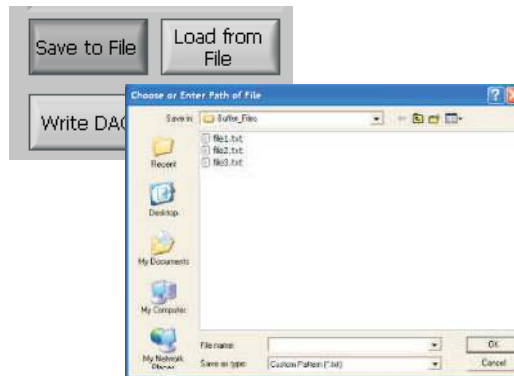 Save to File
Load from
File
Write DAC
Choose or Enter Path of File
Save in: Buffer_Files
file1.txt
file2.txt
file3.txt
Recent
Desktop
My Documents
My Computer
My Network
Places
File name:
OK
Save as type: Custom Pattern (*.txt)
Cancel